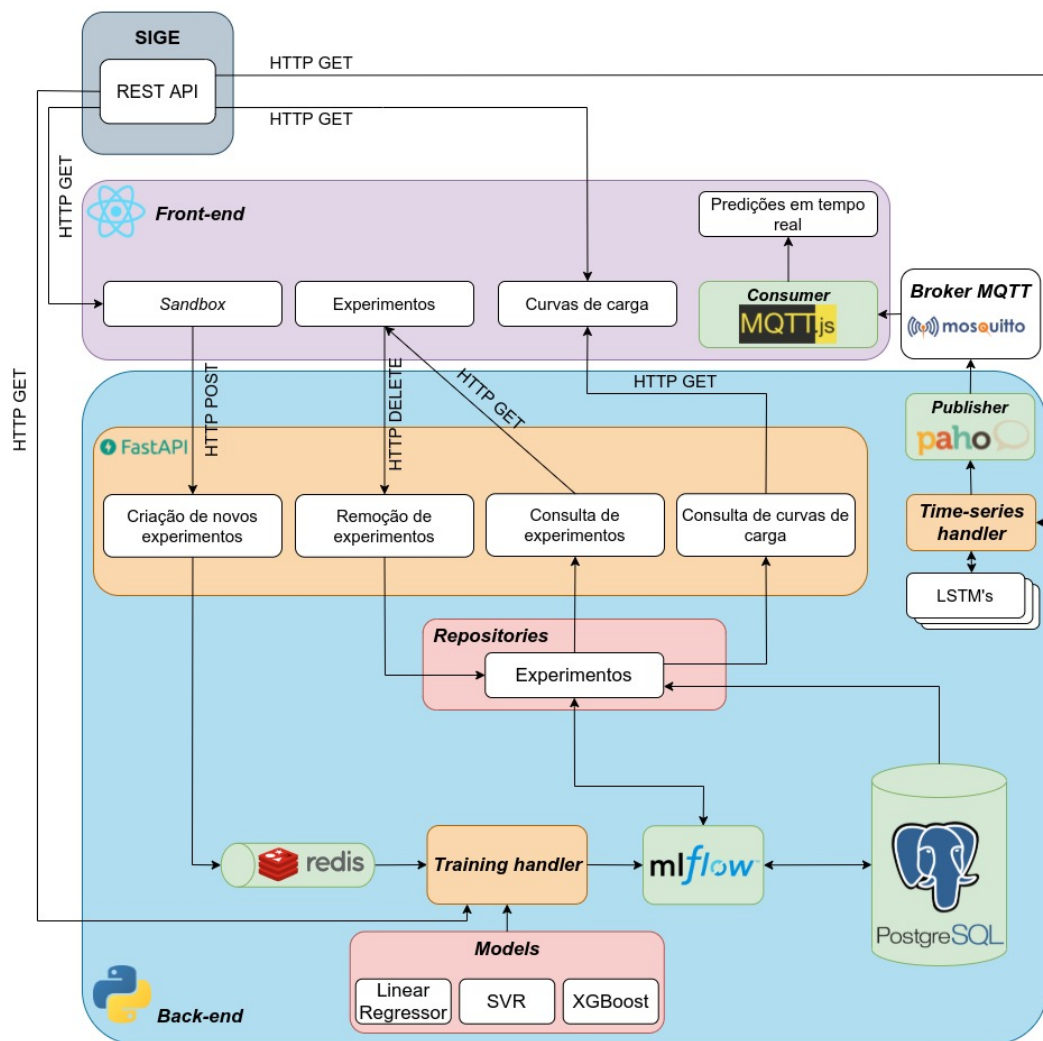 SIGE
REST API
HTTP GET
HTTP GET
HTTP GET
HTTP GET
Front-end
Predições em tempo
real
Sandbox
Experimentos
Curvas de carga
Consumer
MQTT.js
Broker MQTT
mosquitto
HTTP POST
HTTP DELETE
HTTP GET
HTTP GET
Publisher
paho
FastAPI
Criação de novos
experimentos
Remoção de
experimentos
Consulta de
experimentos
Consulta de curvas de
carga
Time-series
handler
LSTM's
Repositories
Experimentos
redis
Training handler
mlflow
PostgreSQL
Models
Linear
Regressor
SVR
XGBoost
Back-end